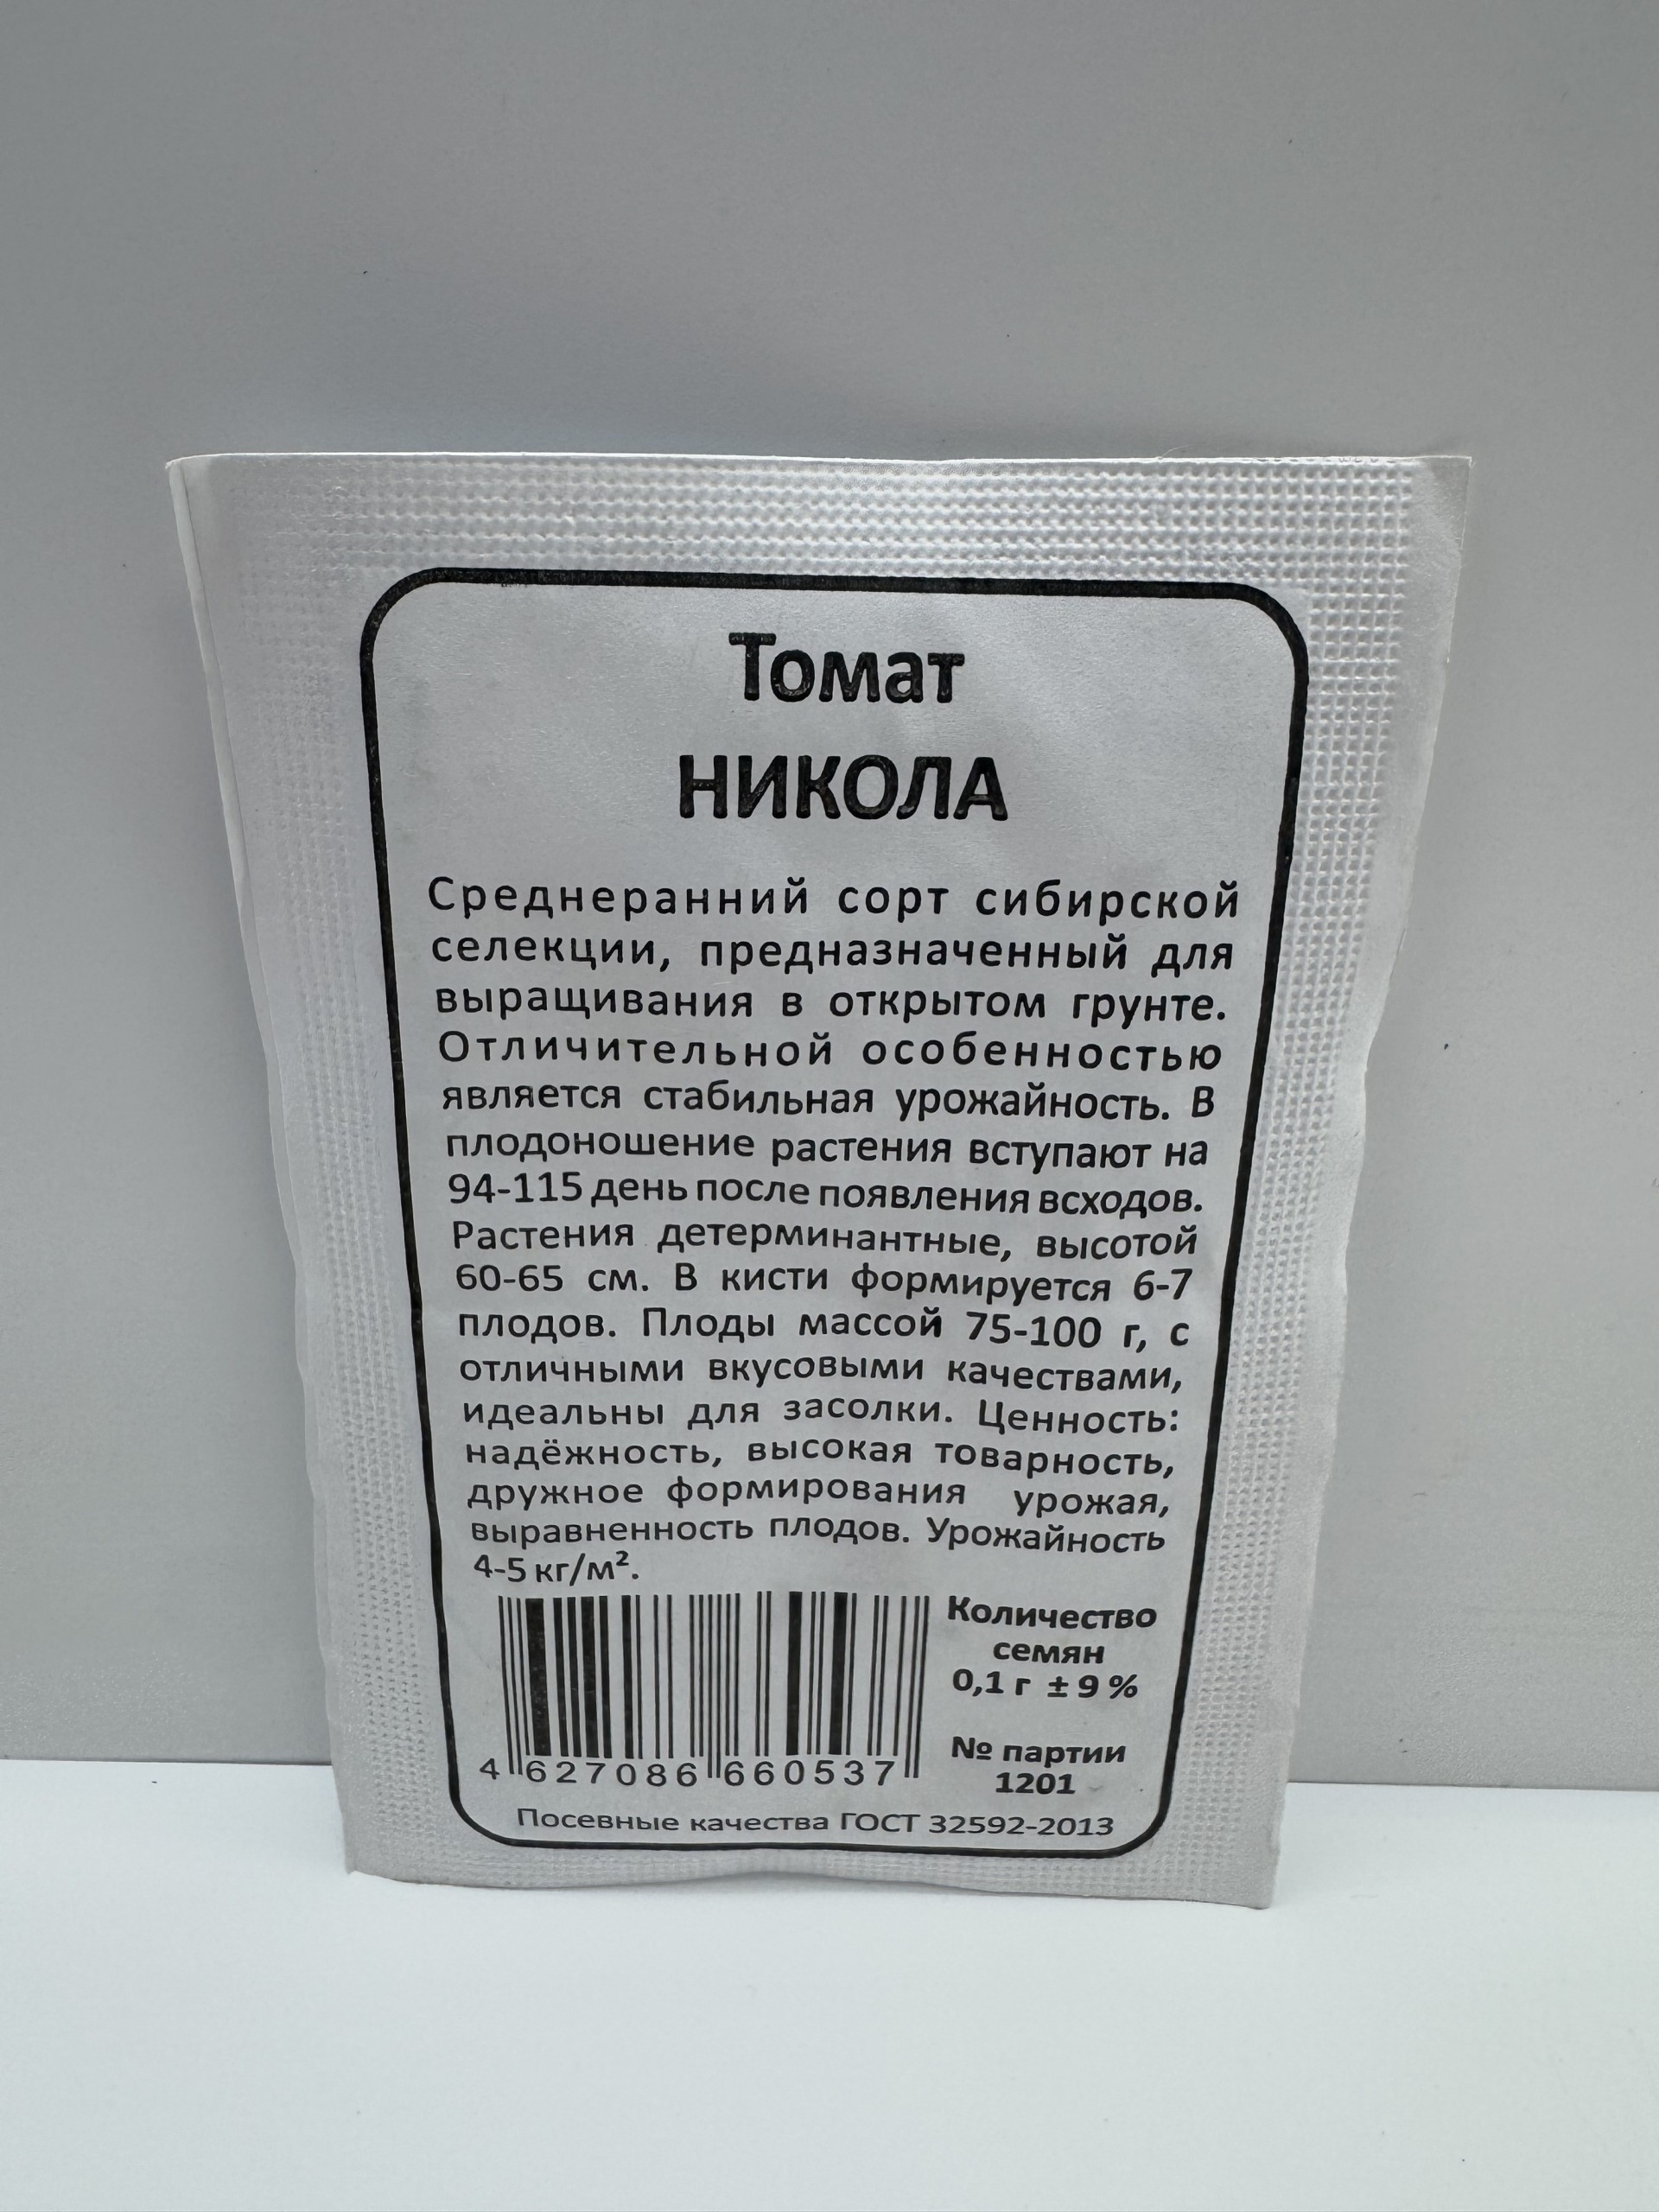 Томат
НИКОЛА
Среднеранний сорт сибирской
селекции, предназначенный для
выращивания в открытом грунте.
Отличительной особенностью
является стабильная урожайность. В
плодоношение растения вступают на
94-115 день после появления всходов.
Растения детерминантные, высотой
60-65 см. В кисти формируется 6-7
плодов. Плоды массой 75-100 г, с
отличными вкусовыми качествами,
идеальны для засолки. Ценность:
надёжность, высокая товарность,
дружное формирования урожая,
выравненность плодов. Урожайность
4-5 кг/м².
Количество
семян
0,1 г ± 9 %
№ партии
1201
4 627086 660537
Посевные качества ГОСТ 32592-2013